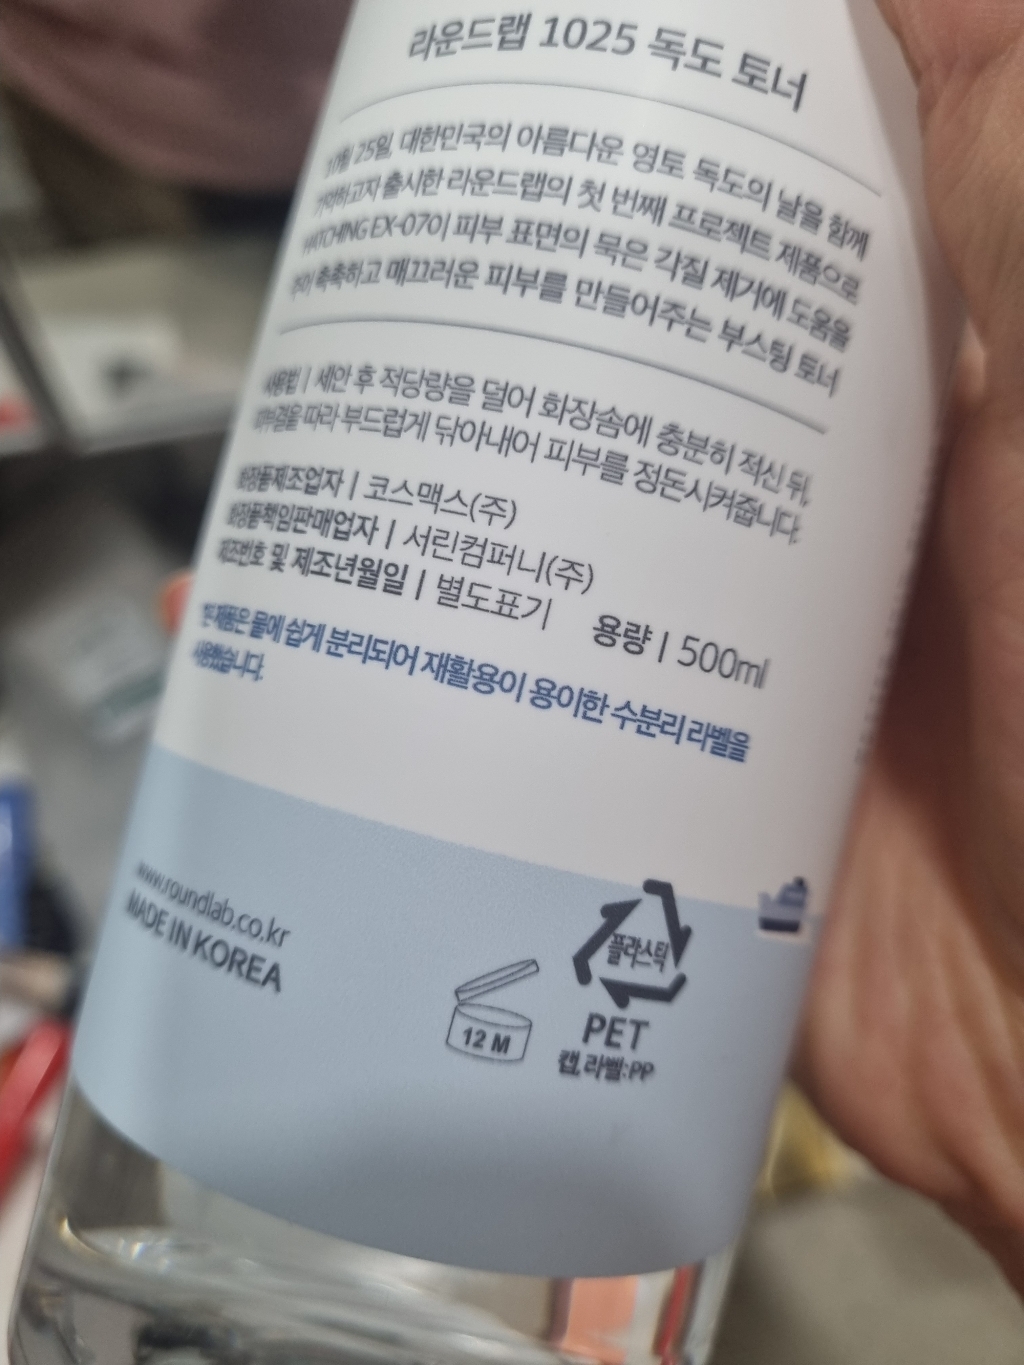 라운드랩 1025 독도 토너
10월 25일, 대한민국의 아름다운 영토 독도의 날을 함께
기억하고자 출시한 라운드랩의 첫 번째 프로젝트 제품으로
HATCHING EX-07이 피부 표면의 묵은 각질 제거에 도움을
주어 촉촉하고 매끄러운 피부를 만들어주는 부스팅 토너
사용법 | 세안 후 적당량을 덜어 화장솜에 충분히 적신 뒤,
피부결을 따라 부드럽게 닦아내어 피부를 정돈시켜줍니다.
화장품제조업자 | 코스맥스(주)
화장품책임판매업자 | 서린컴퍼니(주)
제조번호 및 제조년월일 | 별도표기 용량 | 500ml
본 제품은 물에 쉽게 분리되어 재활용이 용이한 수분리 라벨을
사용했습니다.
www.roundlab.co.kr
MADE IN KOREA
12 M
플라스틱
PET
캡, 라벨:PP